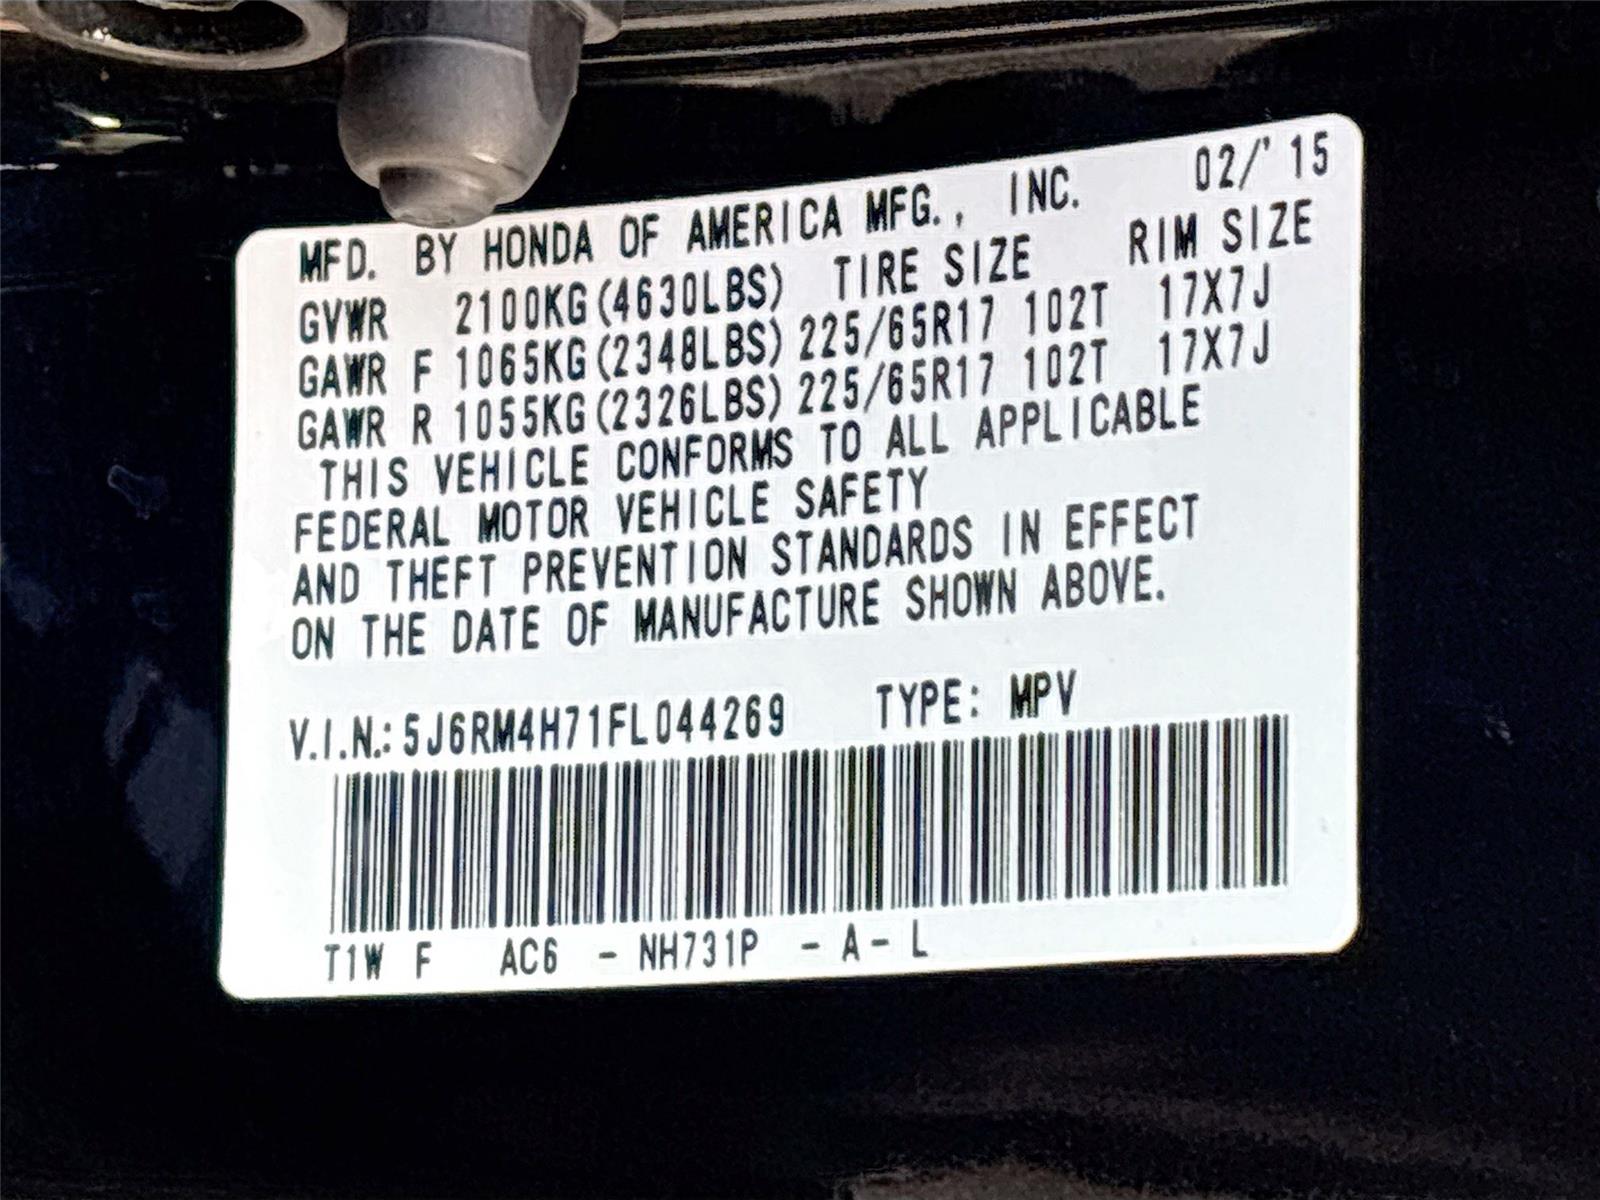 MFD. BY HONDA OF AMERICA MFG., INC. 02/'15
GVWR 2100KG(4630LBS) TIRE SIZE RIM SIZE
GAWR F 1065KG(2348LBS) 225/65R17 102T 17X7J
GAWR R 1055KG(2326LBS) 225/65R17 102T 17X7J
THIS VEHICLE CONFORMS TO ALL APPLICABLE
FEDERAL MOTOR VEHICLE SAFETY
AND THEFT PREVENTION STANDARDS IN EFFECT
ON THE DATE OF MANUFACTURE SHOWN ABOVE.
V.I.N.: 5J6RM4H71FL044269 TYPE: MPV
T1W F AC6 - NH731P - A - L